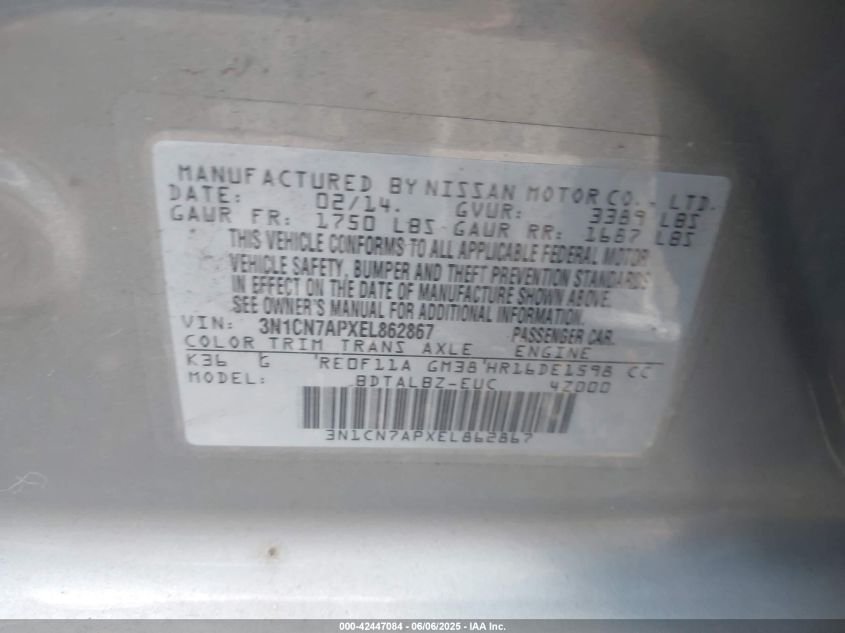 MANUFACTURED BY NISSAN MOTOR CO., LTD.
DATE: 02/14. GVWR: 3389 LBS
GAWR FR: 1750 LBS GAWR RR: 1687 LBS
THIS VEHICLE CONFORMS TO ALL APPLICABLE FEDERAL MOTOR
VEHICLE SAFETY, BUMPER AND THEFT PREVENTION STANDARDS
IN EFFECT ON THE DATE OF MANUFACTURE SHOWN ABOVE.
SEE OWNER'S MANUAL FOR ADDITIONAL INFORMATION.
VIN: 3N1CN7APXEL862867 PASSENGER CAR.
COLOR TRIM TRANS AXLE ENGINE
K36 G RE0F11A GM38 HR16DE1598 CC
MODEL: BDTALBZ-EUC 4Z000
3N1CN7APXEL862867
000-42447084 - 06/06/2025 - IAA Inc.